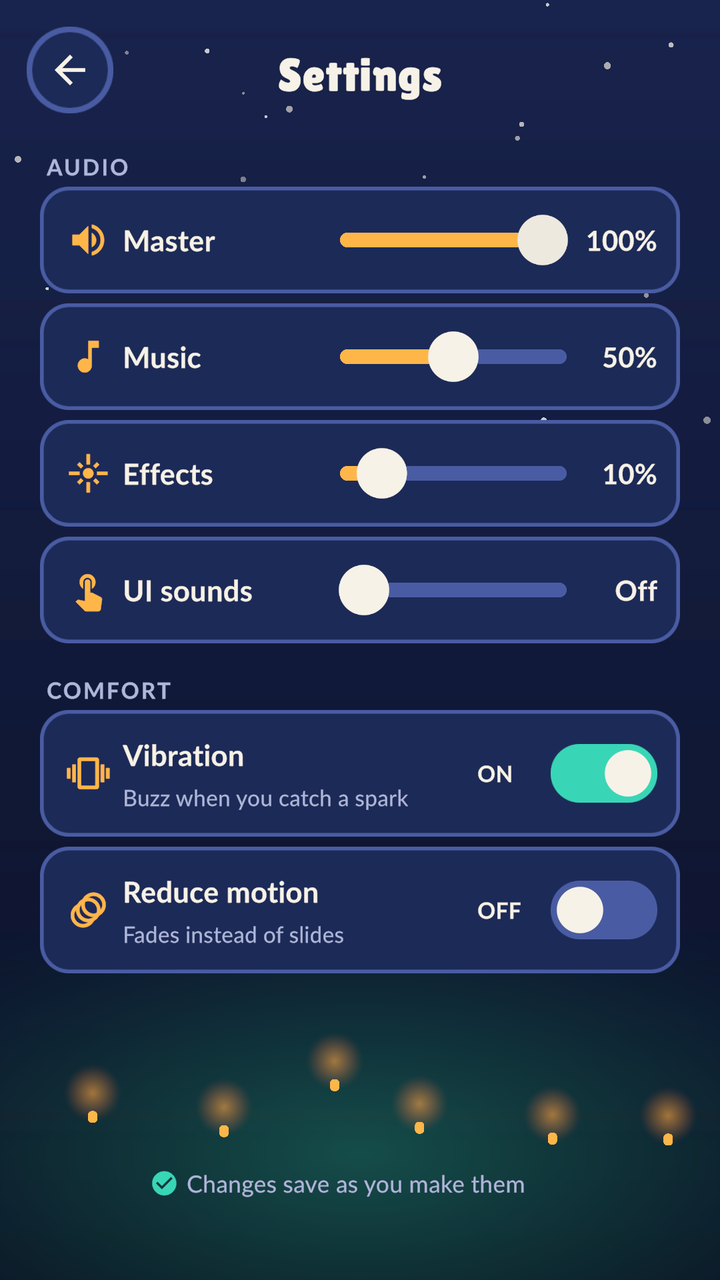 Settings
AUDIO
Master 100%
Music 50%
Effects 10%
UI sounds Off
COMFORT
Vibration
Buzz when you catch a spark
ON
Reduce motion
Fades instead of slides
OFF
Changes save as you make them